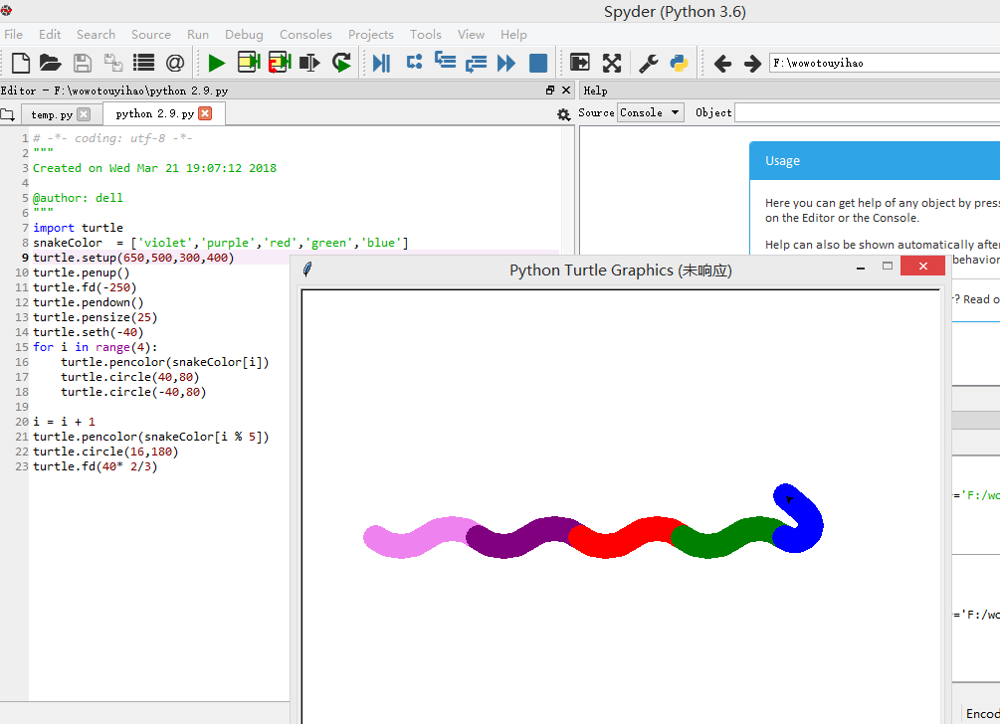 Spyder (Python 3.6)
File Edit Search Source Run Debug Consoles Projects Tools View Help
F:\wowotouyihao
Editor - F:\wowotouyihao\python 2.9.py
temp.py
python 2.9.py
1 # -*- coding: utf-8 -*-
2 """
3 Created on Wed Mar 21 19:07:12 2018
4
5 @author: dell
6 """
7 import turtle
8 snakeColor  = ['violet','purple','red','green','blue']
9 turtle.setup(650,500,300,400)
10 turtle.penup()
11 turtle.fd(-250)
12 turtle.pendown()
13 turtle.pensize(25)
14 turtle.seth(-40)
15 for i in range(4):
16     turtle.pencolor(snakeColor[i])
17     turtle.circle(40,80)
18     turtle.circle(-40,80)
19
20 i = i + 1
21 turtle.pencolor(snakeColor[i % 5])
22 turtle.circle(16,180)
23 turtle.fd(40* 2/3)
Help
Source Console Object
Usage
Here you can get help of any object by
on the Editor or the Console.
Help can also be shown automatically
? Read
Python Turtle Graphics (未响应)
='F:/
='F:/